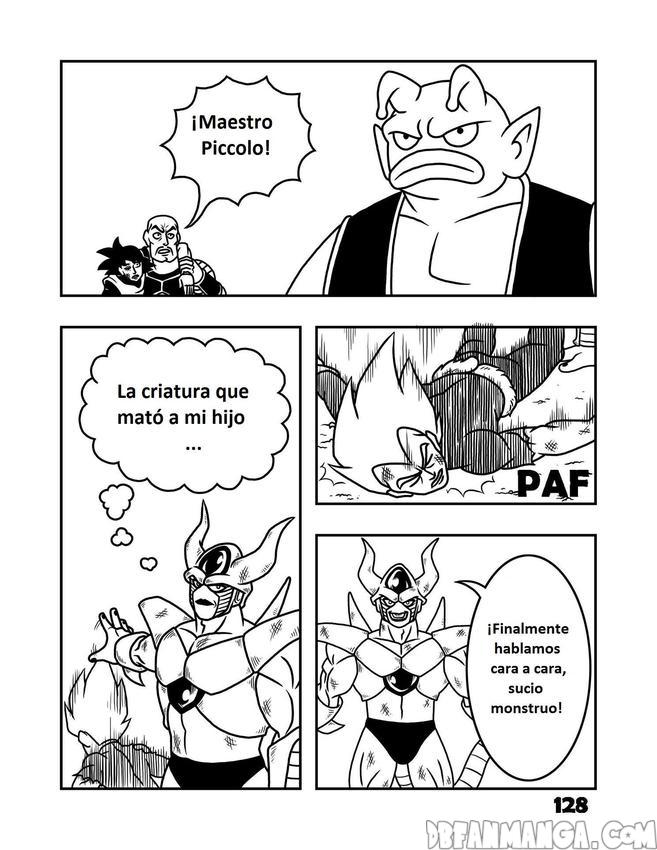 ¡Maestro
Piccolo!
La criatura que
mató a mi hijo
...
PAF
¡Finalmente
hablamos
cara a cara,
sucio
monstruo!
128
DBFANMANGA.COM